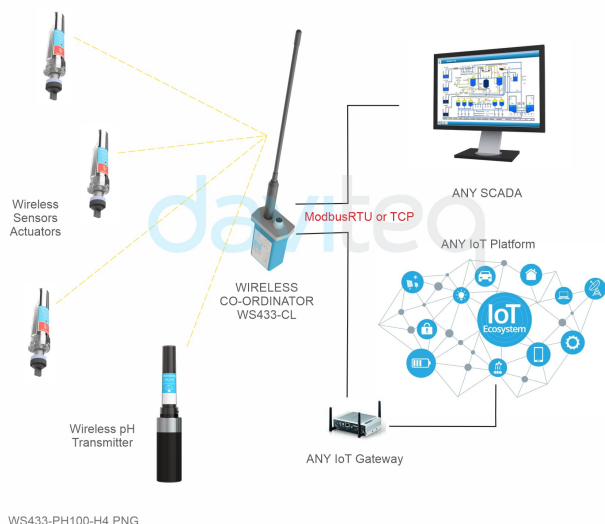 daviteq
ANY SCADA
Wireless
Sensors
Actuators
ModbusRTU or TCP
ANY IoT Platform
WIRELESS
CO-ORDINATOR
WS433-CL
IoT
Ecosystem
Wireless pH
Transmitter
ANY IoT Gateway
WS433-PH100-H4 PNG